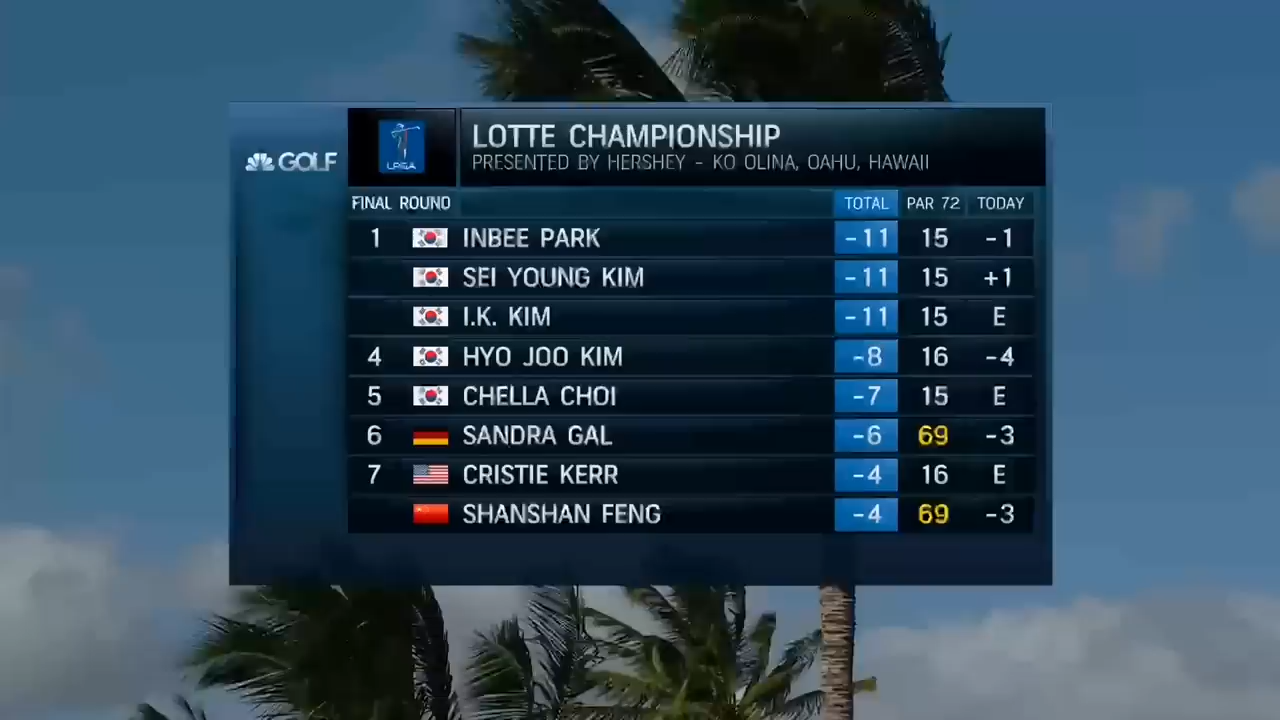 GOLF
LPGA
LOTTE CHAMPIONSHIP
PRESENTED BY HERSHEY - KO OLINA, OAHU, HAWAII
FINAL ROUND TOTAL PAR 72 TODAY
1 INBEE PARK -11 15 -1
SEI YOUNG KIM -11 15 +1
I.K. KIM -11 15 E
4 HYO JOO KIM -8 16 -4
5 CHELLA CHOI -7 15 E
6 SANDRA GAL -6 69 -3
7 CRISTIE KERR -4 16 E
SHANSHAN FENG -4 69 -3